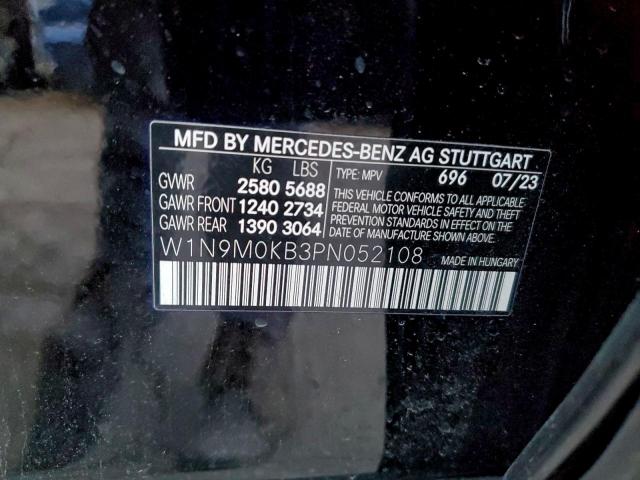 MFD BY MERCEDES-BENZ AG STUTTGART
KG LBS TYPE: MPV 696 07/23
GVWR 2580 5688
GAWR FRONT 1240 2734
GAWR REAR 1390 3064
THIS VEHICLE CONFORMS TO ALL APPLICABLE
FEDERAL MOTOR VEHICLE SAFETY AND THEFT
PREVENTION STANDARDS IN EFFECT ON THE
DATE OF MANUFACTURE SHOWN ABOVE.
W1N9M0KB3PN052108 MADE IN HUNGARY